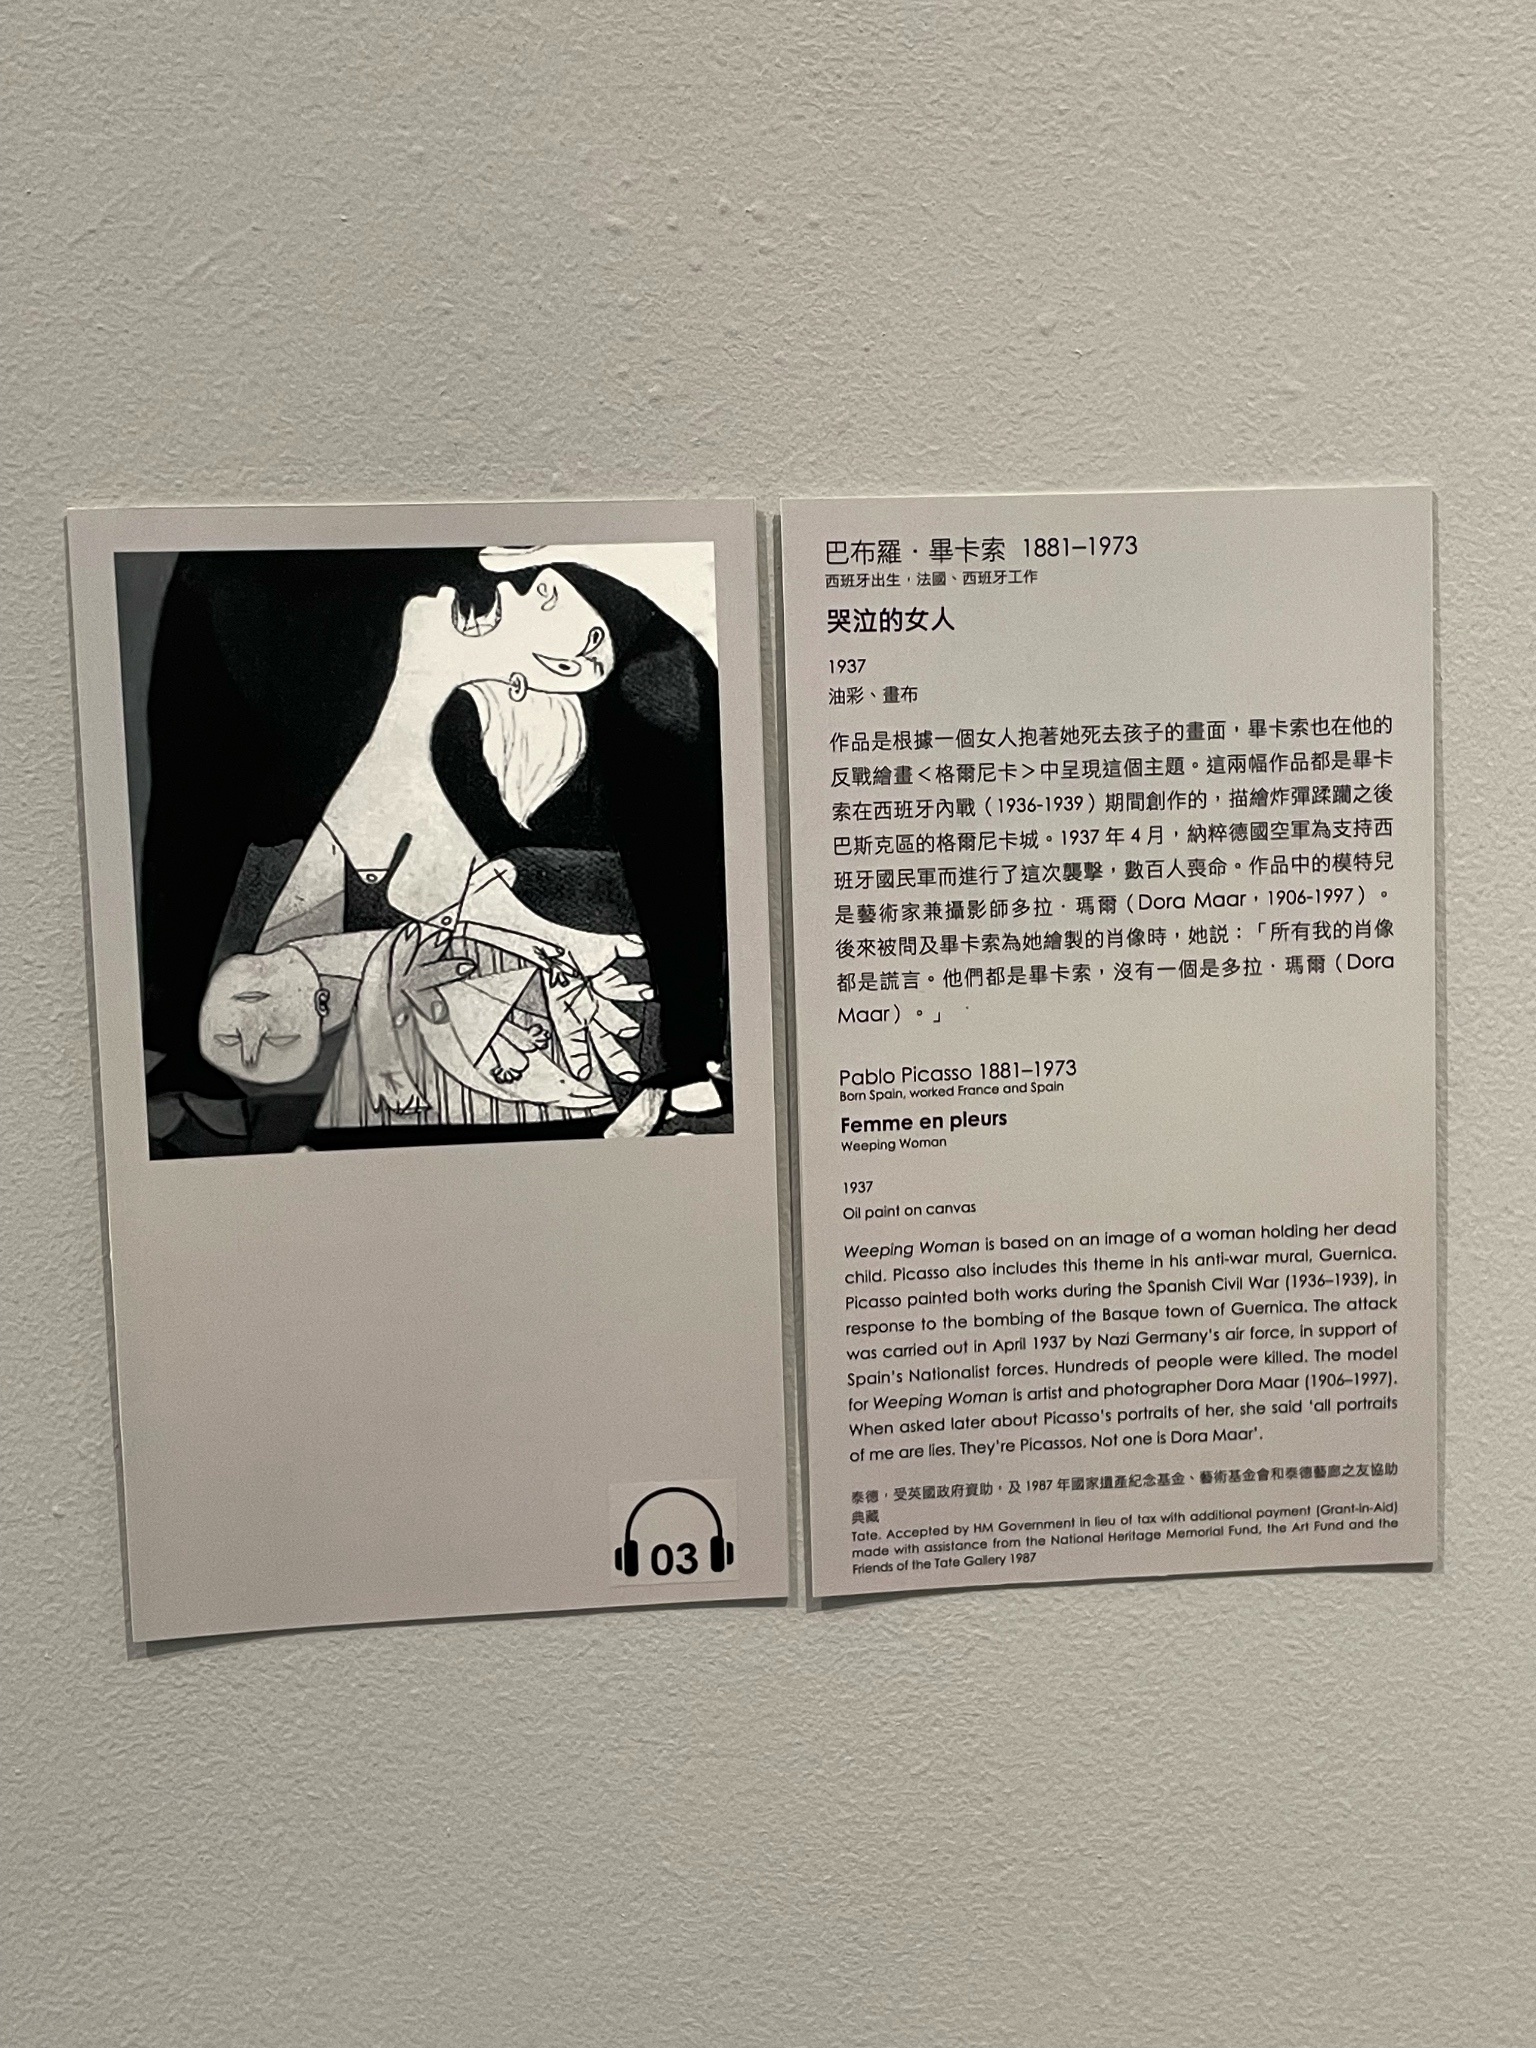 03
巴布羅．畢卡索 1881–1973
西班牙出生，法國、西班牙工作
哭泣的女人
1937
油彩、畫布
作品是根據一個女人抱著她死去孩子的畫面，畢卡索也在他的
反戰繪畫＜格爾尼卡＞中呈現這個主題。這兩幅作品都是畢卡
索在西班牙內戰（1936-1939）期間創作的，描繪炸彈蹂躪之後
巴斯克區的格爾尼卡城。1937 年 4 月，納粹德國空軍為支持西
班牙國民軍而進行了這次襲擊，數百人喪命。作品中的模特兒
是藝術家兼攝影師多拉．瑪爾（Dora Maar，1906-1997）。
後來被問及畢卡索為她繪製的肖像時，她說：「所有我的肖像
都是謊言。他們都是畢卡索，沒有一個是多拉．瑪爾（Dora
Maar）。」
Pablo Picasso 1881–1973
Born Spain, worked France and Spain
Femme en pleurs
Weeping Woman
1937
Oil paint on canvas
Weeping Woman is based on an image of a woman holding her dead
child. Picasso also includes this theme in his anti-war mural, Guernica.
Picasso painted both works during the Spanish Civil War (1936–1939), in
response to the bombing of the Basque town of Guernica. The attack
was carried out in April 1937 by Nazi Germany's air force, in support of
Spain's Nationalist forces. Hundreds of people were killed. The model
for Weeping Woman is artist and photographer Dora Maar (1906–1997).
When asked later about Picasso's portraits of her, she said 'all portraits
of me are lies. They're Picassos. Not one is Dora Maar'.
泰德，受英國政府資助，及 1987 年國家遺產紀念基金、藝術基金會和泰德藝廊之友協助
典藏
Tate. Accepted by HM Government in lieu of tax with additional payment (Grant-in-Aid)
made with assistance from the National Heritage Memorial Fund, the Art Fund and the
Friends of the Tate Gallery 1987